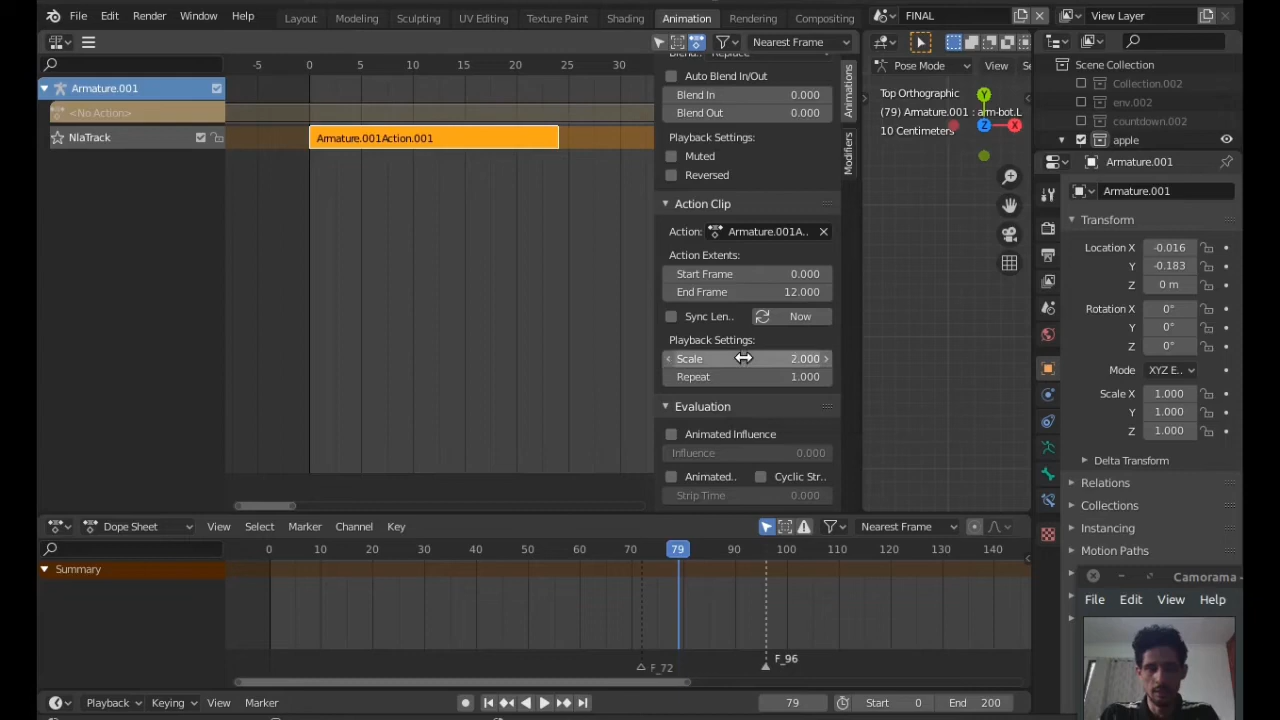 File Edit Render Window Help
Layout Modeling Sculpting UV Editing Texture Paint Shading Animation Rendering Compositing
FINAL
View Layer
Nearest Frame
-5 0 5 10 15 20 25 30
Armature.001
<No Action>
NlaTrack
Armature.001Action.001
Auto Blend In/Out
Blend In 0.000
Blend Out 0.000
Playback Settings:
Muted
Reversed
Action Clip
Action: Armature.001A..
Action Extents:
Start Frame 0.000
End Frame 12.000
Sync Len.. Now
Playback Settings:
Scale 2.000
Repeat 1.000
Evaluation
Animated Influence
Influence 0.000
Animated.. Cyclic Str..
Strip Time 0.000
Animations
Modifiers
Pose Mode View
Top Orthographic
(79) Armature.001 : arm-bot.L
10 Centimeters
Y
Z
X
Scene Collection
Collection.002
env.002
countdown.002
apple
Armature.001
Armature.001
Transform
Location X -0.016
Y -0.183
Z 0 m
Rotation X 0°
Y 0°
Z 0°
Mode XYZ E..
Scale X 1.000
Y 1.000
Z 1.000
Delta Transform
Relations
Collections
Instancing
Motion Paths
Dope Sheet View Select Marker Channel Key
Nearest Frame
0 10 20 30 40 50 60 70 79 90 100 110 120 130 140
Summary
F_72
F_96
Playback Keying View Marker
79
Start 0
End 200
Camorama -
File Edit View Help